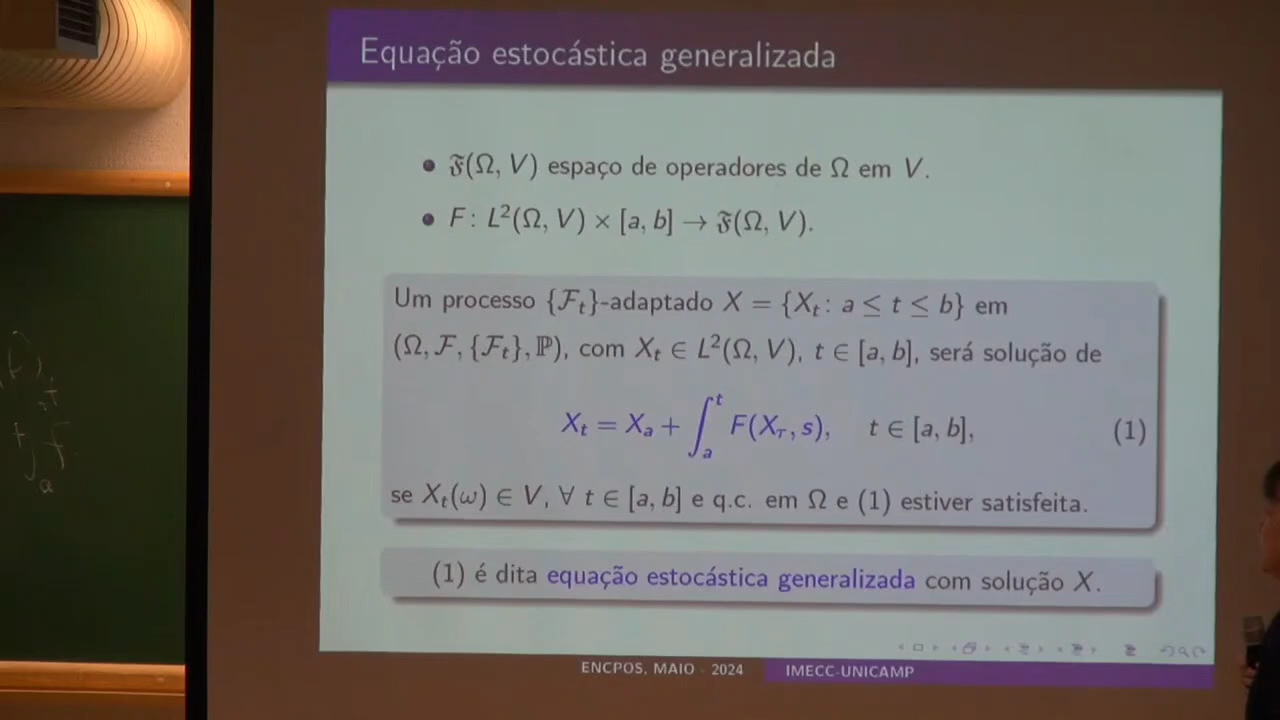 Equação estocástica generalizada
• 𝔉(Ω, V) espaço de operadores de Ω em V.
• F : L²(Ω, V) × [a, b] → 𝔉(Ω, V).
Um processo {ℱₜ}-adaptado X = {Xₜ : a ≤ t ≤ b} em
(Ω, ℱ, {ℱₜ}, ℙ), com Xₜ ∈ L²(Ω, V), t ∈ [a, b], será solução de
Xₜ = Xₐ + ∫ₐᵗ F(X_τ, s), t ∈ [a, b], (1)
se Xₜ(ω) ∈ V, ∀ t ∈ [a, b] e q.c. em Ω e (1) estiver satisfeita.
(1) é dita equação estocástica generalizada com solução X.
ENCPOS, MAIO - 2024 IMECC-UNICAMP